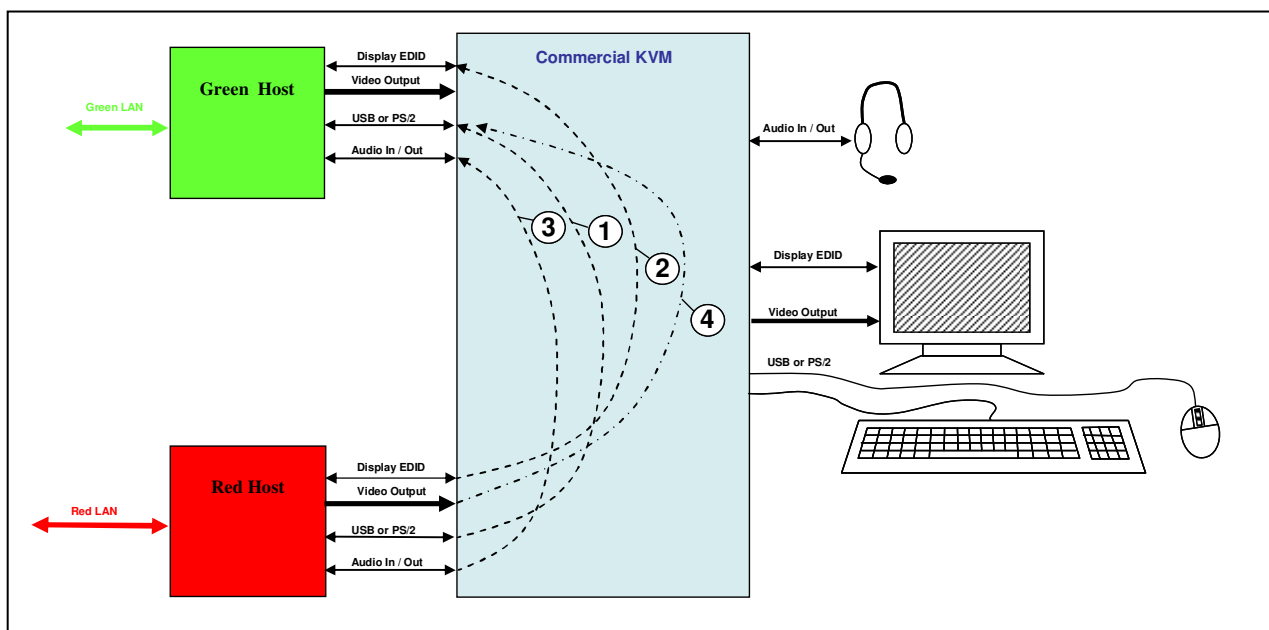 Commercial KVM
Display EDID
Green Host
Video Output
Green LAN
USB or PS/2
Audio In / Out
Audio In / Out
3
1
2
Display EDID
4
Video Output
USB or PS/2
Display EDID
Red Host
Video Output
Red LAN
USB or PS/2
Audio In / Out